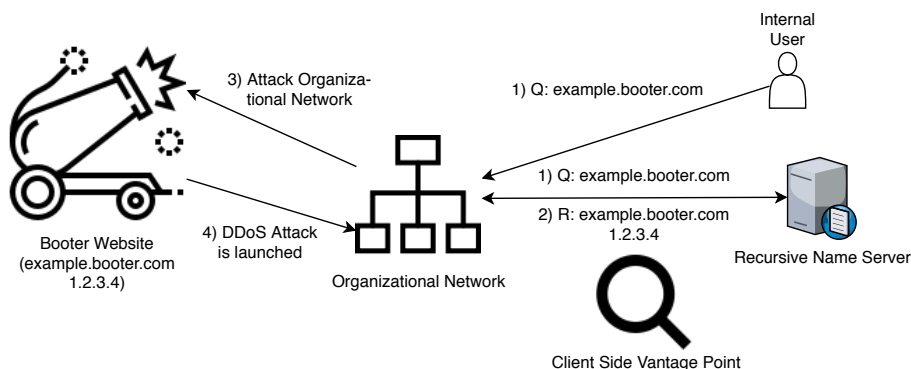 Internal
User
3) Attack Organiza-
tional Network
1) Q: example.booter.com
1) Q: example.booter.com
2) R: example.booter.com
1.2.3.4
4) DDoS Attack
is launched
Booter Website
(example.booter.com
1.2.3.4)
Organizational Network
Recursive Name Server
Client Side Vantage Point